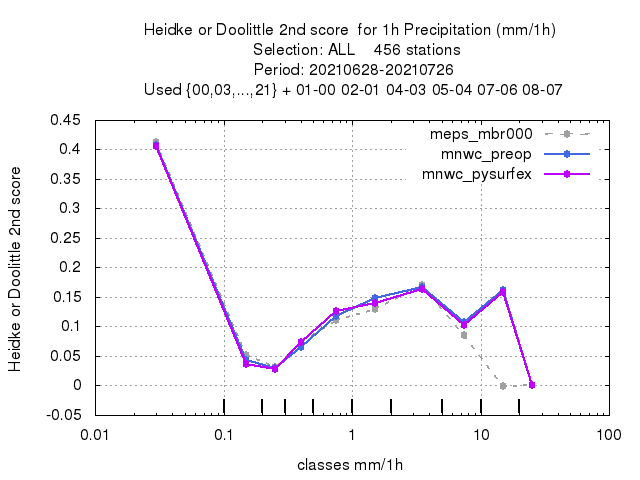 Heidke or Doolittle 2nd score  for 1h Precipitation (mm/1h)
Selection: ALL    456 stations
Period: 20210628-20210726
Used {00,03,...,21} + 01-00 02-01 04-03 05-04 07-06 08-07
meps_mbr000
mnwc_preop
mnwc_pysurfex
Heidke or Doolittle 2nd score
0.45
0.4
0.35
0.3
0.25
0.2
0.15
0.1
0.05
0
-0.05
0.01 0.1 1 10 100
classes mm/1h